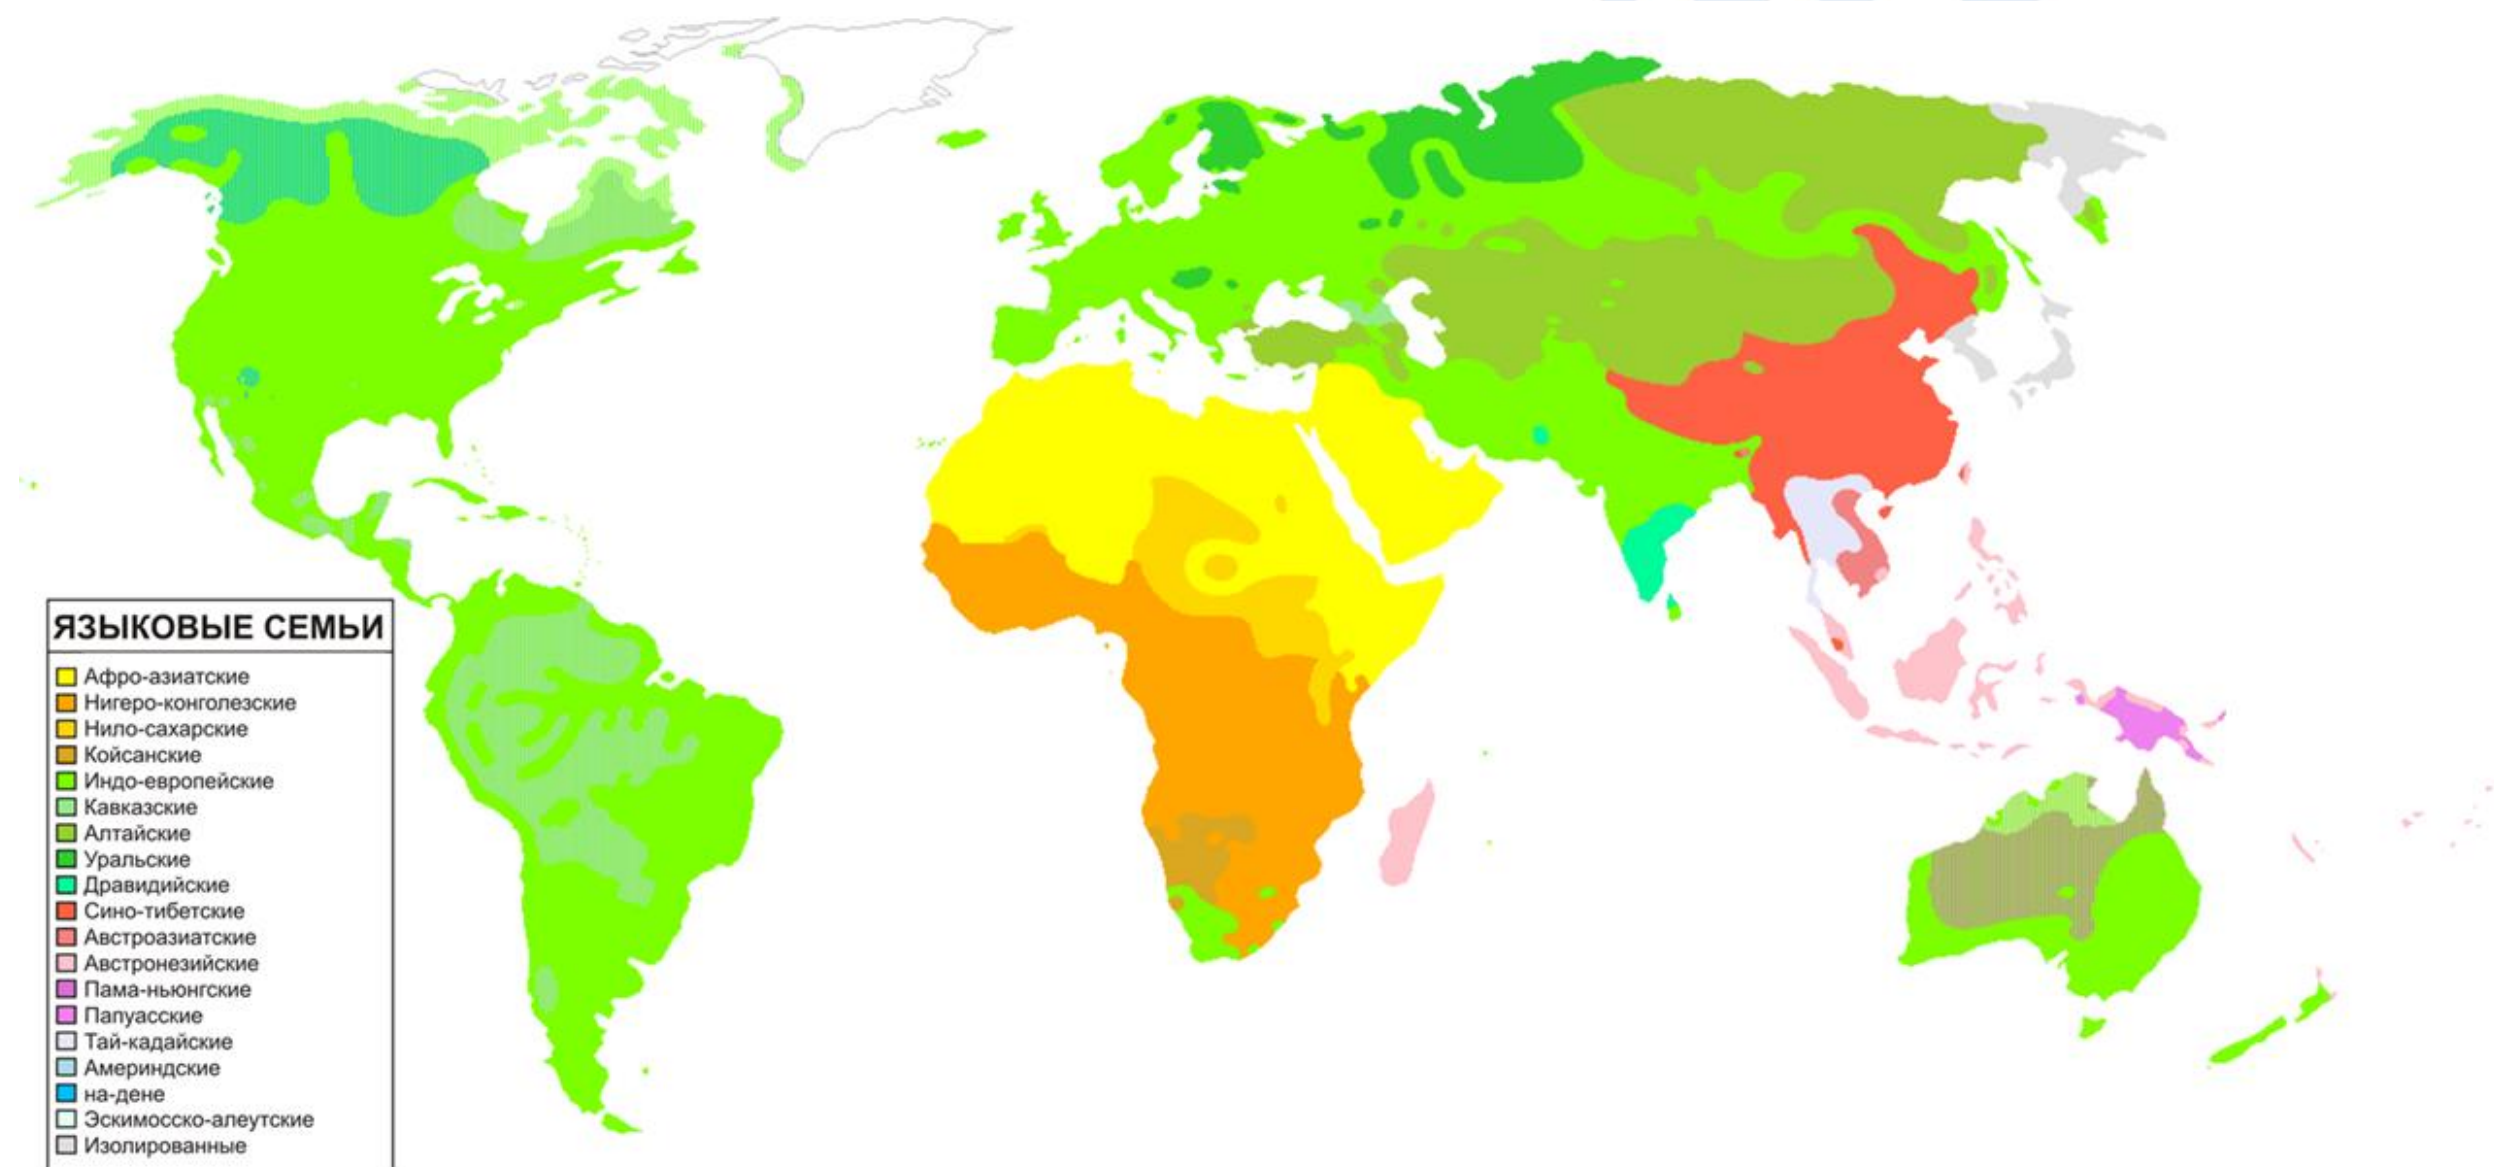 ЯЗЫКОВЫЕ СЕМЬИ
Афро-азиатские
Нигеро-конголезские
Нило-сахарские
Койсанские
Индо-европейские
Кавказские
Алтайские
Уральские
Дравидийские
Сино-тибетские
Австроазиатские
Австронезийские
Пама-ньюнгские
Папуасские
Тай-кадайские
Америндские
на-дене
Эскимосско-алеутские
Изолированные